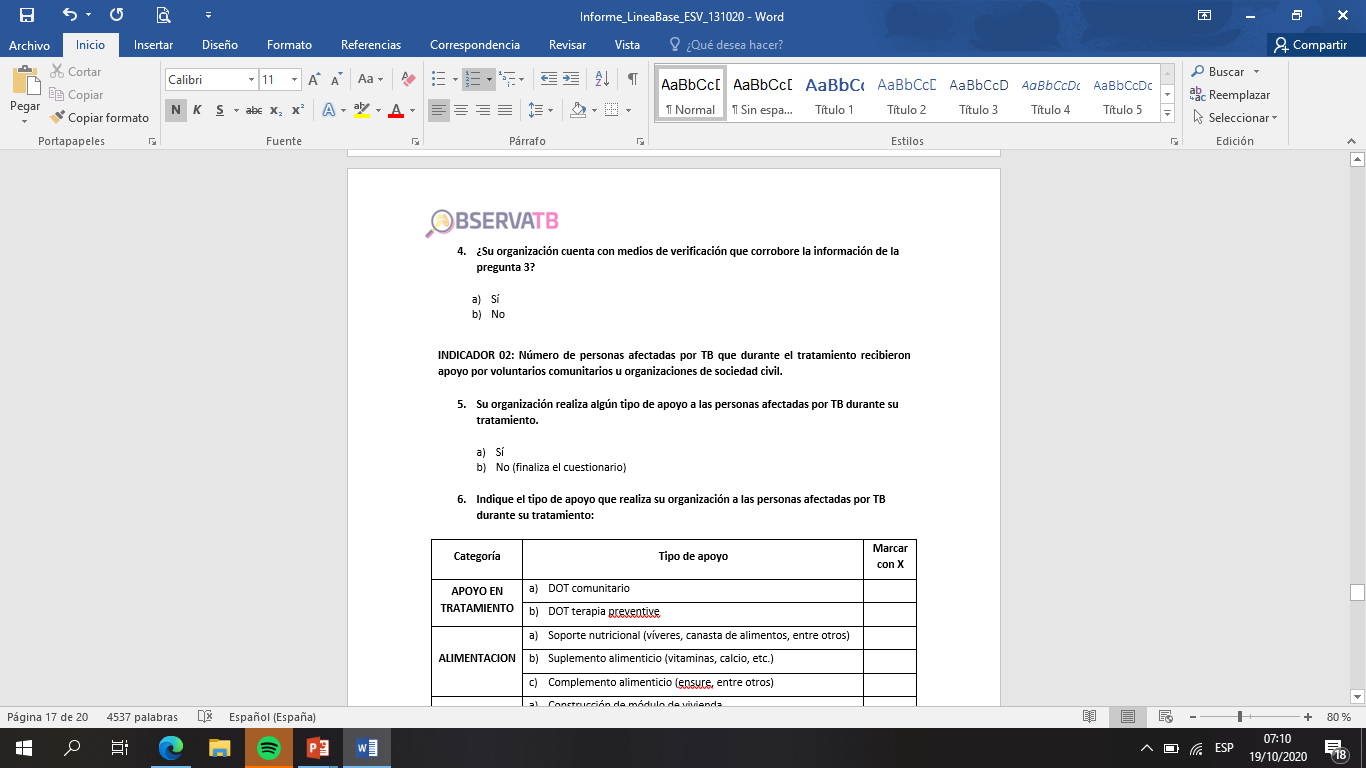 Informe_LineaBase_ESV_131020 - Word
Archivo Inicio Insertar Diseño Formato Referencias Correspondencia Revisar Vista ¿Qué desea hacer? Compartir
Pegar
Cortar
Copiar
Copiar formato
Portapapeles
Calibri 11
N K S abc x₂ x²
Fuente
Párrafo
AaBbCcD AaBbCcD AaBbCc AaBbCcD AaBbCcD AaBbCcDc AaBbCcDc
¶ Normal ¶ Sin espa... Título 1 Título 2 Título 3 Título 4 Título 5
Estilos
Buscar
Reemplazar
Seleccionar
Edición
OBSERVATB
4. ¿Su organización cuenta con medios de verificación que corrobore la información de la
pregunta 3?
a) Sí
b) No
INDICADOR 02: Número de personas afectadas por TB que durante el tratamiento recibieron
apoyo por voluntarios comunitarios u organizaciones de sociedad civil.
5. Su organización realiza algún tipo de apoyo a las personas afectadas por TB durante su
tratamiento.
a) Sí
b) No (finaliza el cuestionario)
6. Indique el tipo de apoyo que realiza su organización a las personas afectadas por TB
durante su tratamiento:
Categoría Tipo de apoyo Marcar
con X
APOYO EN
TRATAMIENTO
a) DOT comunitario
b) DOT terapia preventive
ALIMENTACION
a) Soporte nutricional (víveres, canasta de alimentos, entre otros)
b) Suplemento alimenticio (vitaminas, calcio, etc.)
c) Complemento alimenticio (ensure, entre otros)
a) Construcción de módulo de vivienda
Página 17 de 20 4537 palabras Español (España) 80 %
ESP
07:10
19/10/2020
18